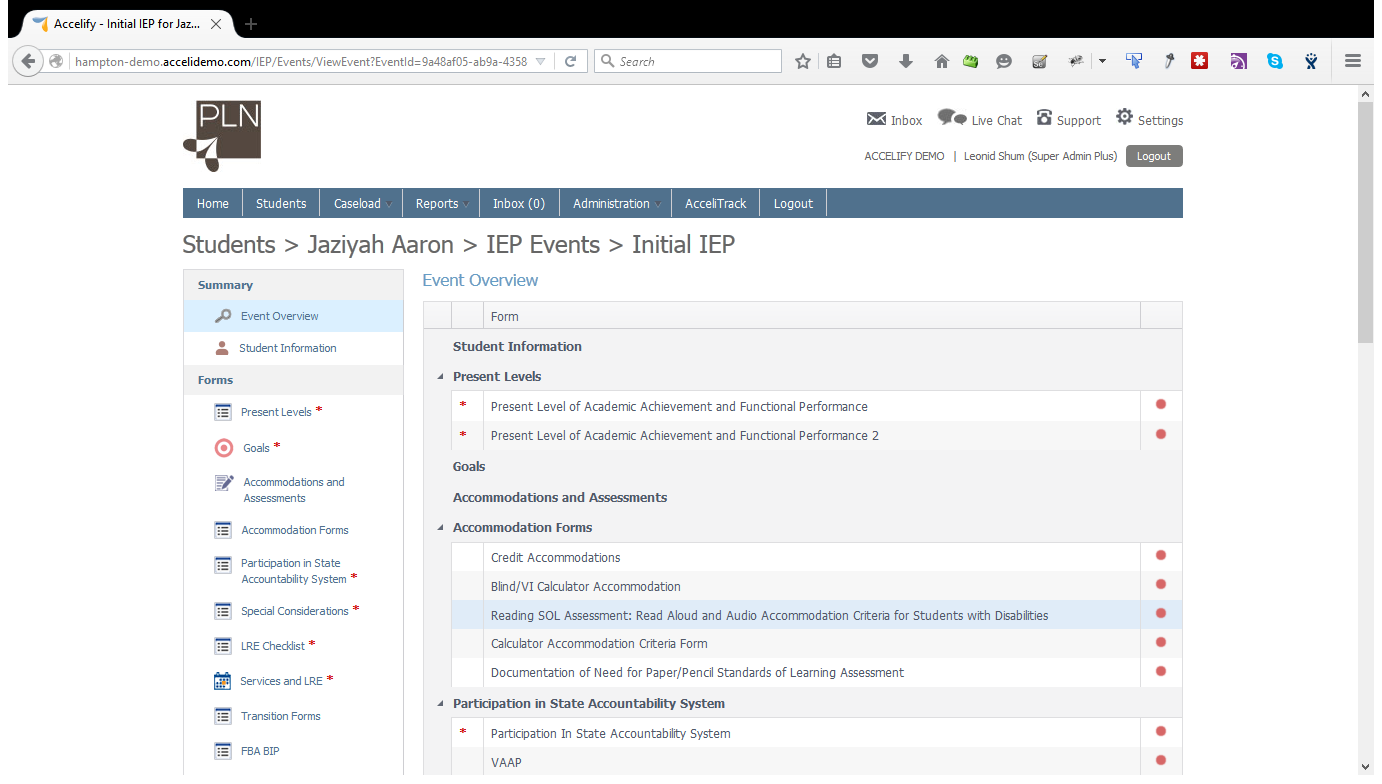 Accelify - Initial IEP for Jaz...
hampton-demo.accelidemo.com/IEP/Events/ViewEvent?EventId=9a48af05-ab9a-4358
Search
PLN
Inbox Live Chat Support Settings
ACCELIFY DEMO | Leonid Shum (Super Admin Plus) Logout
Home Students Caseload Reports Inbox (0) Administration AcceliTrack Logout
Students > Jaziyah Aaron > IEP Events > Initial IEP
Summary
Event Overview
Student Information
Forms
Present Levels *
Goals *
Accommodations and
Assessments
Accommodation Forms
Participation in State
Accountability System *
Special Considerations *
LRE Checklist *
Services and LRE *
Transition Forms
FBA BIP
Event Overview
Form
Student Information
Present Levels
* Present Level of Academic Achievement and Functional Performance
* Present Level of Academic Achievement and Functional Performance 2
Goals
Accommodations and Assessments
Accommodation Forms
Credit Accommodations
Blind/VI Calculator Accommodation
Reading SOL Assessment: Read Aloud and Audio Accommodation Criteria for Students with Disabilities
Calculator Accommodation Criteria Form
Documentation of Need for Paper/Pencil Standards of Learning Assessment
Participation in State Accountability System
* Participation In State Accountability System
VAAP